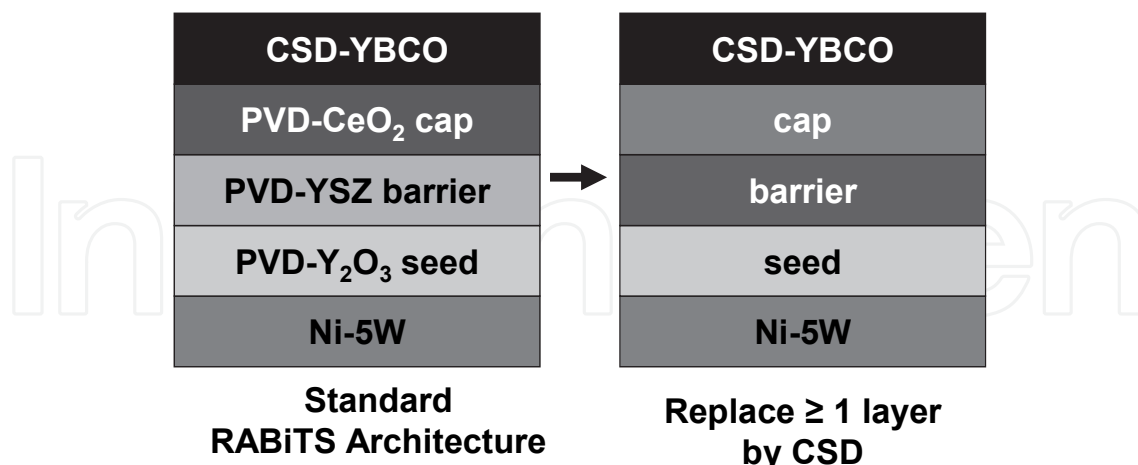 CSD-YBCO
PVD-CeO₂ cap
PVD-YSZ barrier
PVD-Y₂O₃ seed
Ni-5W
Standard
RABiTS Architecture
CSD-YBCO
cap
barrier
seed
Ni-5W
Replace ≥ 1 layer
by CSD